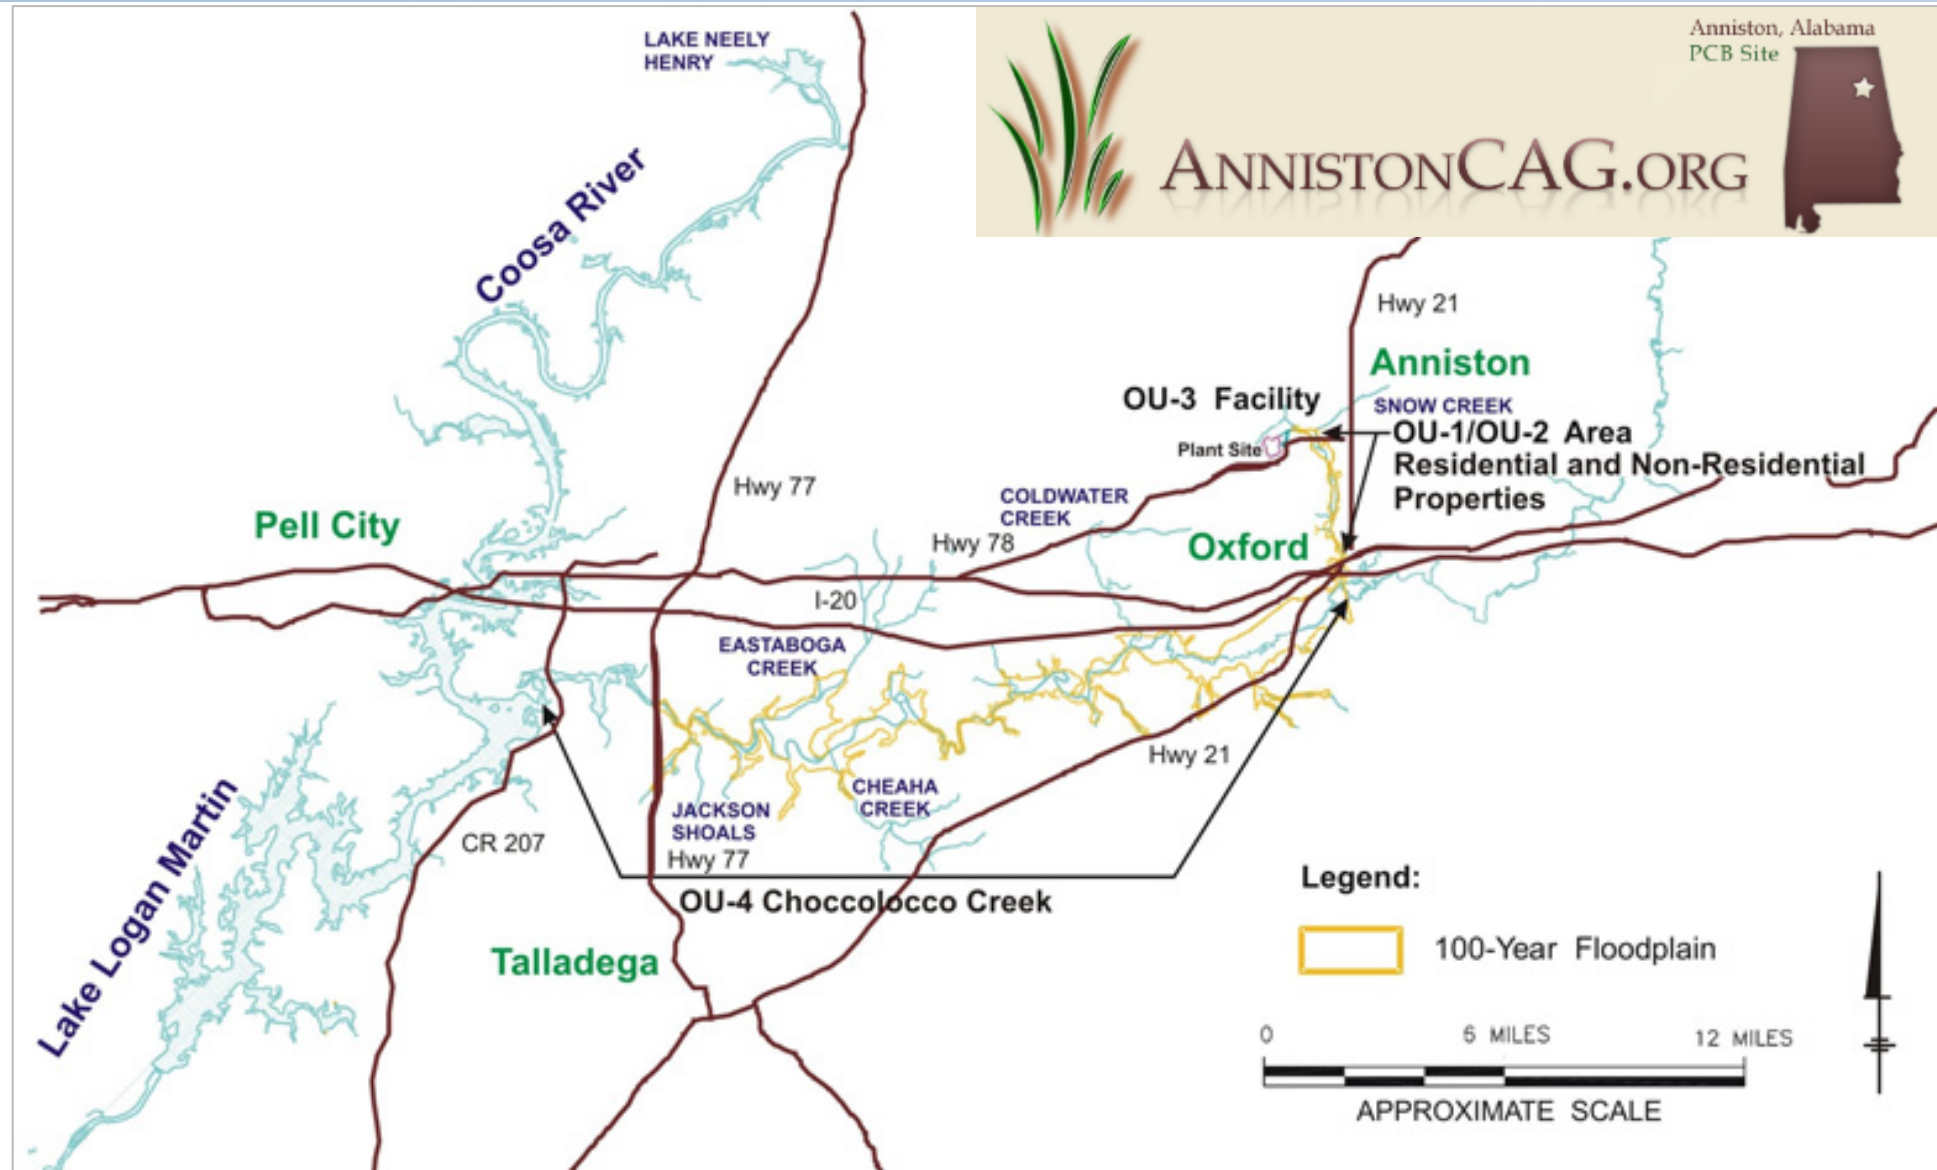 Anniston, Alabama
PCB Site
ANNISTONCAG.ORG
LAKE NEELY
HENRY
Coosa River
Hwy 21
Anniston
OU-3 Facility
SNOW CREEK
OU-1/OU-2 Area
Residential and Non-Residential
Properties
Plant Site
Hwy 77
COLDWATER
CREEK
Pell City
Hwy 78
Oxford
I-20
EASTABOGA
CREEK
Hwy 21
CHEAHA
CREEK
JACKSON
SHOALS
CR 207
Hwy 77
Lake Logan Martin
OU-4 Choccolocco Creek
Talladega
Legend:
100-Year Floodplain
0 6 MILES 12 MILES
APPROXIMATE SCALE